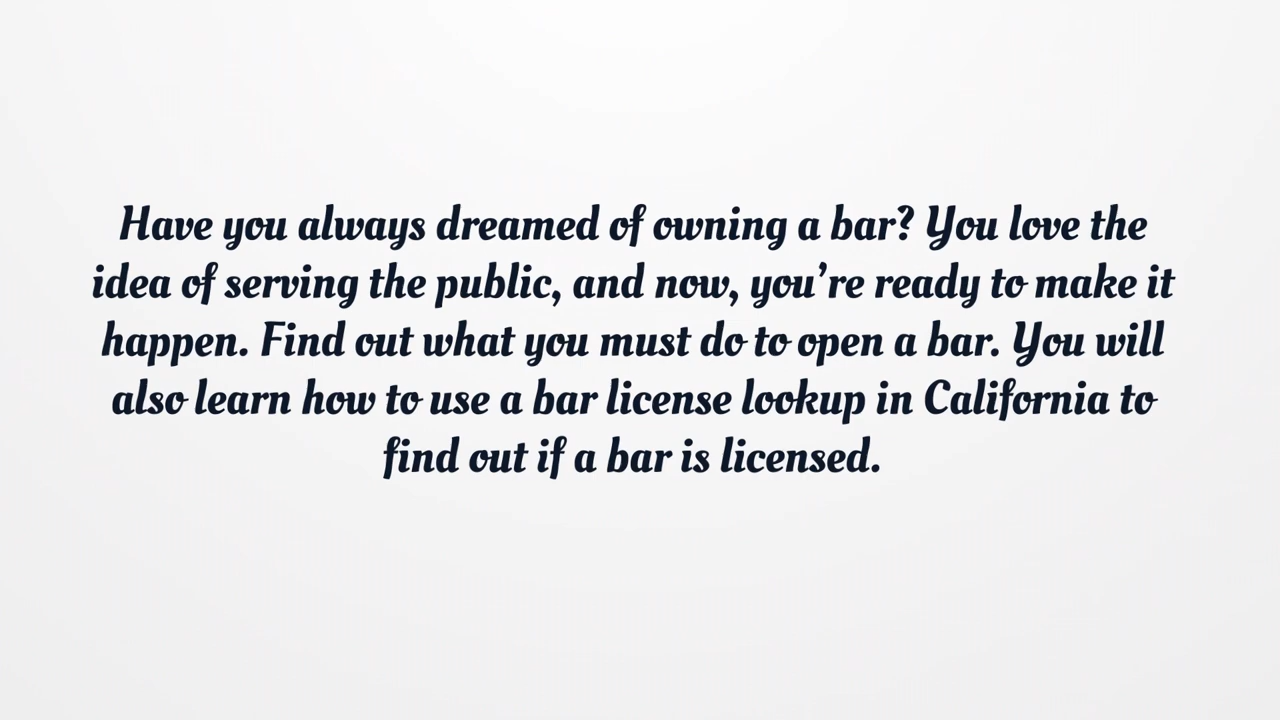 Have you always dreamed of owning a bar? You love the
idea of serving the public, and now, you’re ready to make it
happen. Find out what you must do to open a bar. You will
also learn how to use a bar license lookup in California to
find out if a bar is licensed.